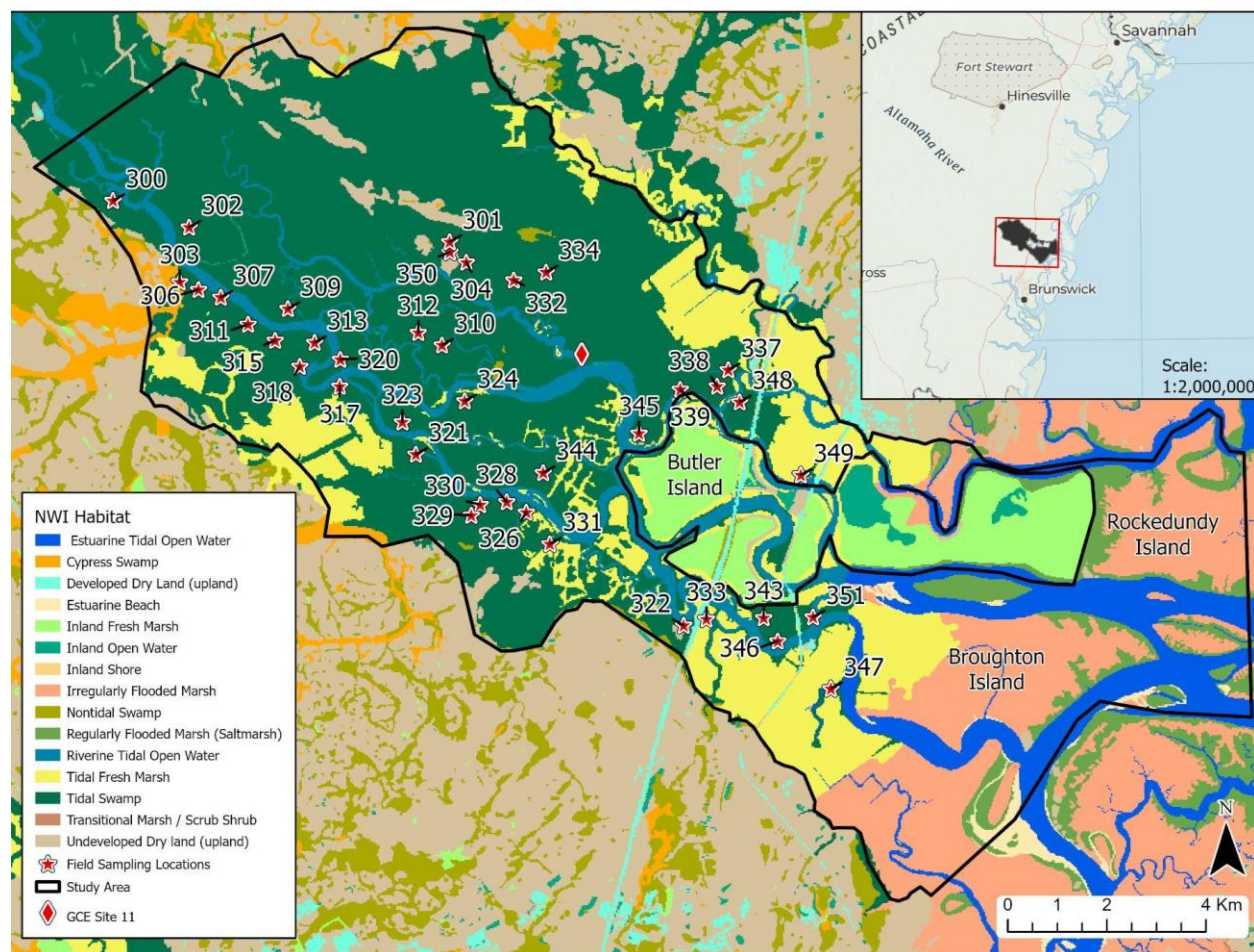 COASTAL
Savannah
Fort Stewart
Hinesville
Altamaha River
Brunswick
Scale:
1:2,000,000
300
302
301
334
303
307
350
304
332
306
309
312
310
311
313
315
320
337
338
318
324
348
323
317
345
339
321
344
349
Butler
Island
328
330
329
331
326
Rockedundy
Island
322
333
343
351
346
347
Broughton
Island
NWI Habitat
Estuarine Tidal Open Water
Cypress Swamp
Developed Dry Land (upland)
Estuarine Beach
Inland Fresh Marsh
Inland Open Water
Inland Shore
Irregularly Flooded Marsh
Nontidal Swamp
Regularly Flooded Marsh (Saltmarsh)
Riverine Tidal Open Water
Tidal Fresh Marsh
Tidal Swamp
Transitional Marsh / Scrub Shrub
Undeveloped Dry land (upland)
Field Sampling Locations
Study Area
GCE Site 11
N
0 1 2 4 Km